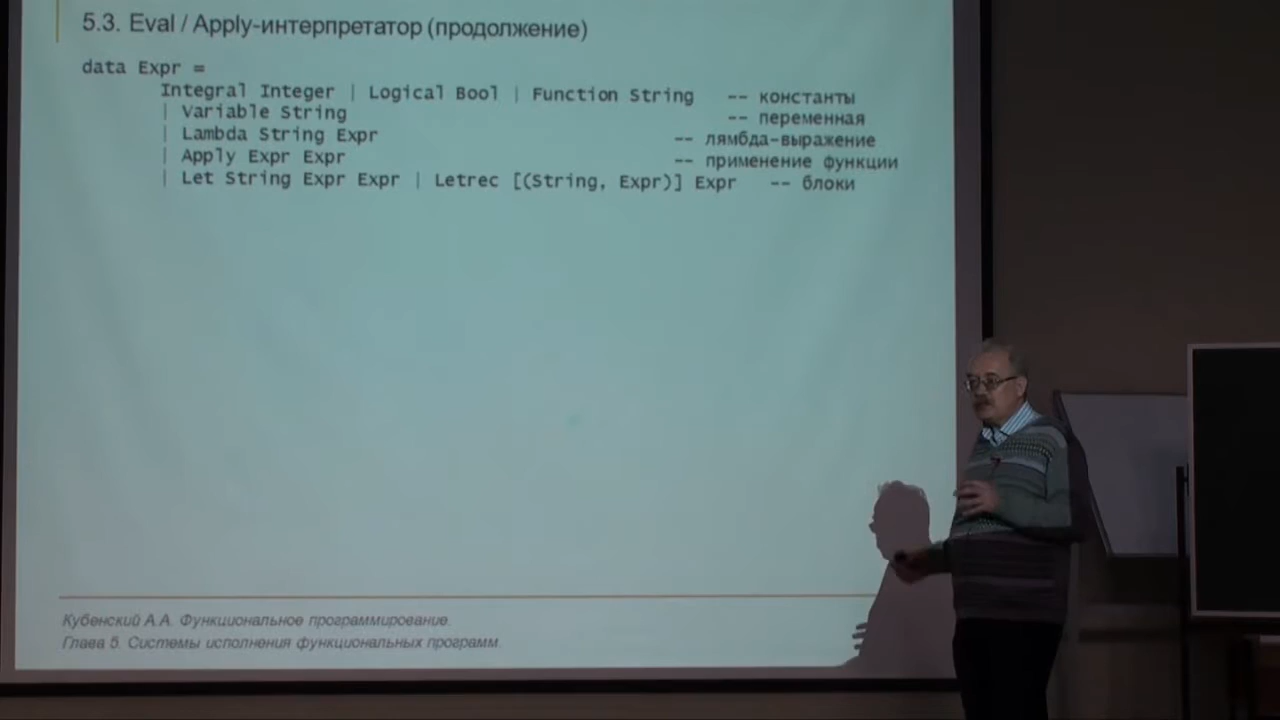 5.3. Eval / Apply-интерпретатор (продолжение)
data Expr =
Integral Integer | Logical Bool | Function String -- константы
| Variable String -- переменная
| Lambda String Expr -- лямбда-выражение
| Apply Expr Expr -- применение функции
| Let String Expr Expr | Letrec [(String, Expr)] Expr -- блоки
Кубенский А.А. Функциональное программирование.
Глава 5. Системы исполнения функциональных программ.